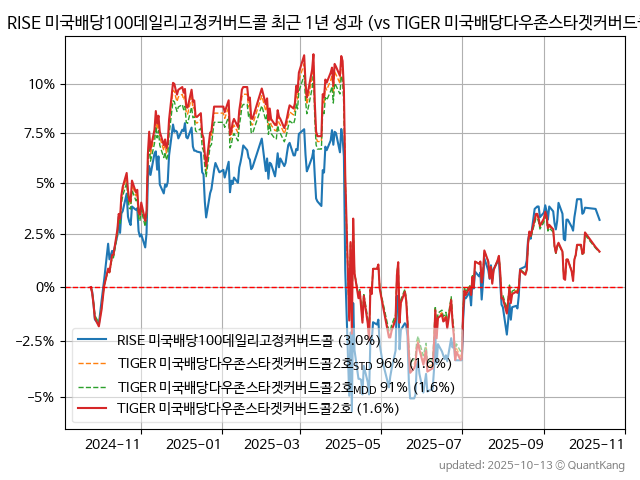 RISE 미국배당100데일리고정커버드콜 최근 1년 성과 (vs TIGER 미국배당다우존스타겟커버드
10%
7.5%
5%
2.5%
0%
−2.5%
−5%
RISE 미국배당100데일리고정커버드콜 (3.0%)
TIGER 미국배당다우존스타겟커버드콜2호STD 96% (1.6%)
TIGER 미국배당다우존스타겟커버드콜2호MDD 91% (1.6%)
TIGER 미국배당다우존스타겟커버드콜2호 (1.6%)
2024-11 2025-01 2025-03 2025-05 2025-07 2025-09 2025-11
updated: 2025-10-13 © QuantKang